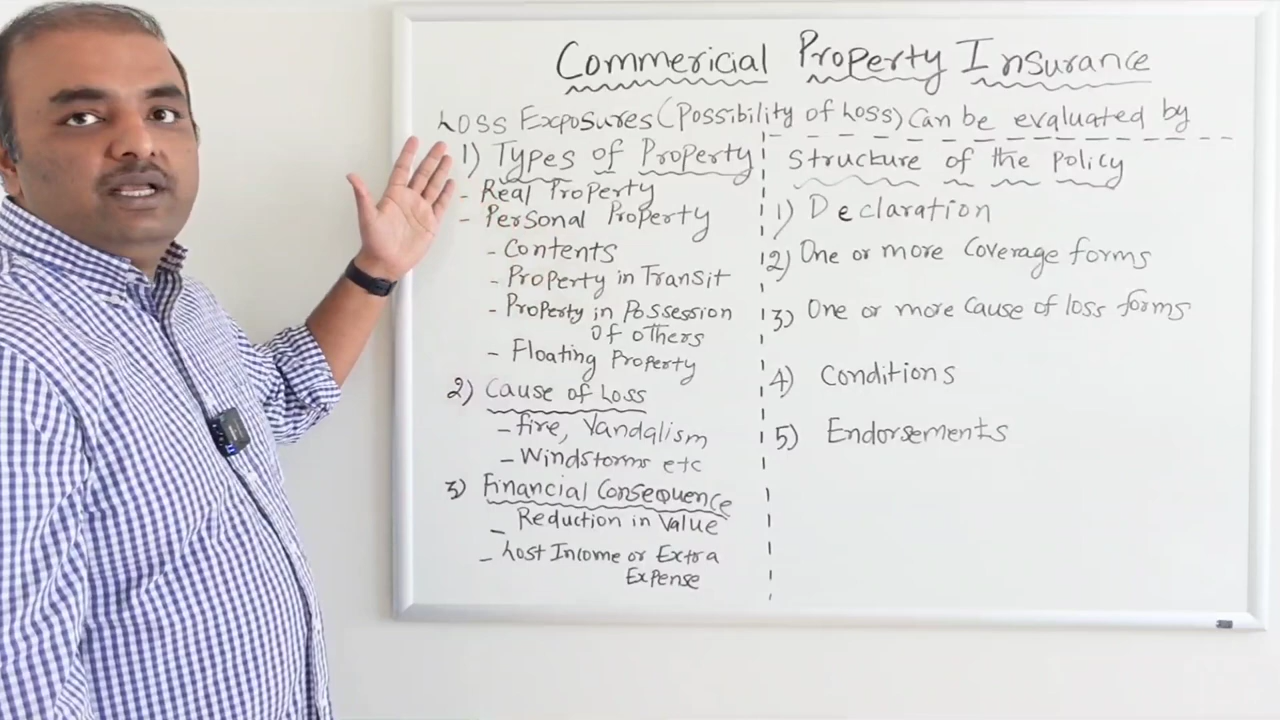 Commericial Property Insurance
Loss Exposures (Possibility of Loss) Can be evaluated by
1) Types of Property
- Real Property
- Personal Property
- Contents
- Property in Transit
- Property in Possession
of others
- Floating Property
2) Cause of Loss
- Fire, Vandalism
- Windstorms etc
3) Financial Consequence
- Reduction in Value
- Lost Income or Extra
Expense
Structure of the Policy
1) Declaration
2) One or more Coverage forms
3) One or more Cause of loss forms
4) Conditions
5) Endorsements